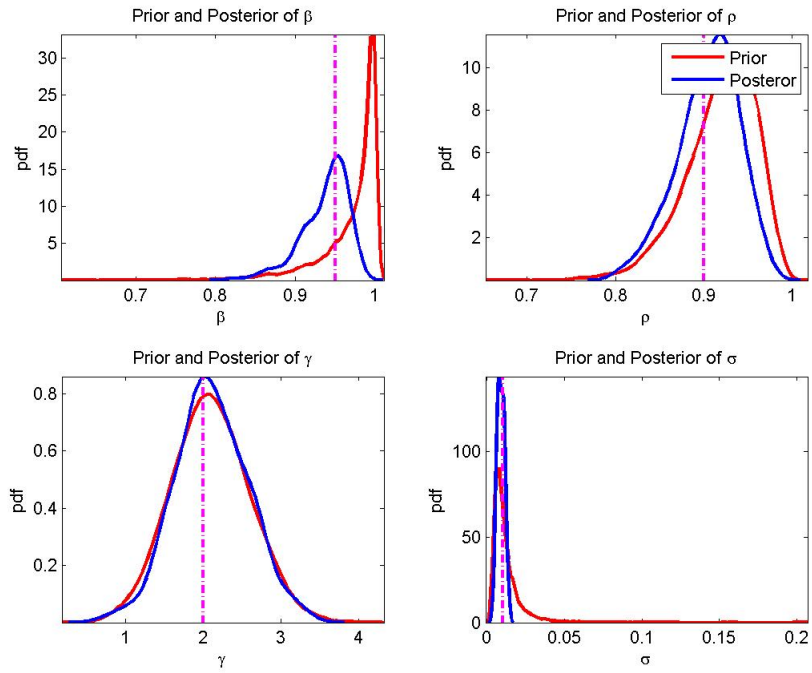 Prior and Posterior of β
30
25
20
15
10
5
pdf
0.7
0.8
0.9
1
β
Prior and Posterior of ρ
Prior
Posteror
10
8
6
4
2
pdf
0.7
0.8
0.9
1
ρ
Prior and Posterior of γ
0.8
0.6
0.4
0.2
pdf
1
2
3
4
γ
Prior and Posterior of σ
100
50
0
pdf
0
0.05
0.1
0.15
0.2
σ